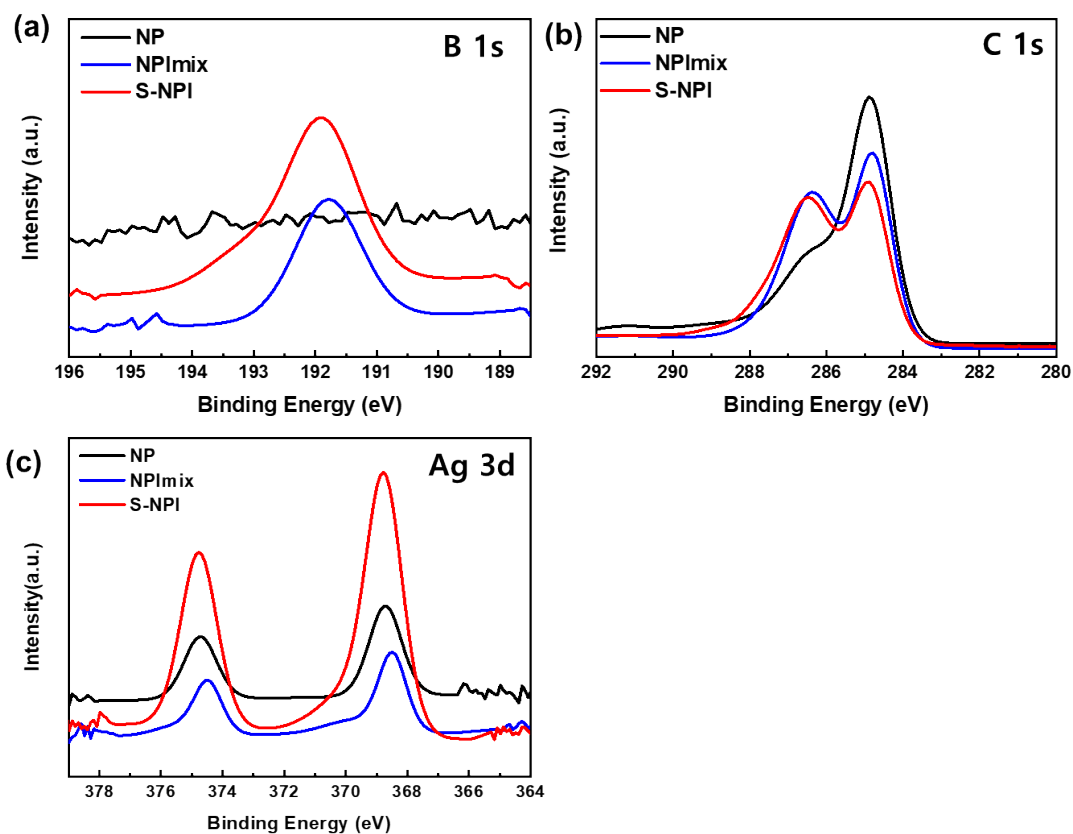 (a)
NP
NPImix
S-NPI
B 1s
Intensity (a.u.)
196 195 194 193 192 191 190 189
Binding Energy (eV)
(b)
NP
NPImix
S-NPI
C 1s
Intensity (a.u.)
292 290 288 286 284 282 280
Binding Energy (eV)
(c)
NP
NPImix
S-NPI
Ag 3d
Intensity(a.u.)
378 376 374 372 370 368 366 364
Binding Energy (eV)